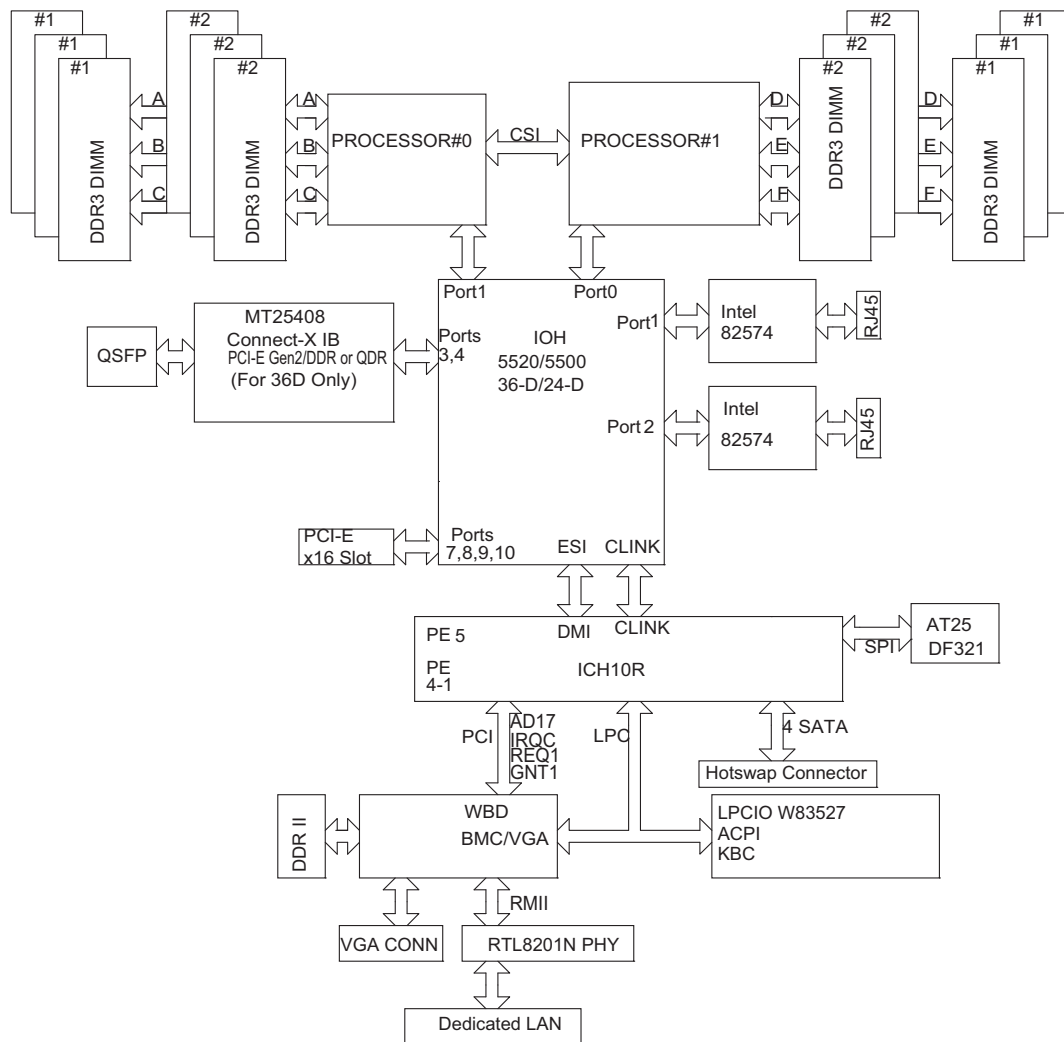 #1
#1
#1
#2
#2
#2
#2
#2
#2
#1
#1
#1
A
B
C
A
B
C
D
E
F
D
E
F
DDR3 DIMM
DDR3 DIMM
DDR3 DIMM
DDR3 DIMM
PROCESSOR#0
CSI
PROCESSOR#1
Port1
Port0
QSFP
MT25408
Connect-X IB
PCI-E Gen2/DDR or QDR
(For 36D Only)
Ports
3,4
IOH
5520/5500
36-D/24-D
Port1
Intel
82574
RJ45
Port 2
Intel
82574
RJ45
PCI-E
x16 Slot
Ports
7,8,9,10
ESI
CLINK
PE 5
PE
4-1
DMI
CLINK
ICH10R
SPI
AT25
DF321
PCI
AD17
IRQC
REQ1
GNT1
LPC
4 SATA
Hotswap Connector
DDR II
WBD
BMC/VGA
LPCIO W83527
ACPI
KBC
RMII
VGA CONN
RTL8201N PHY
Dedicated LAN